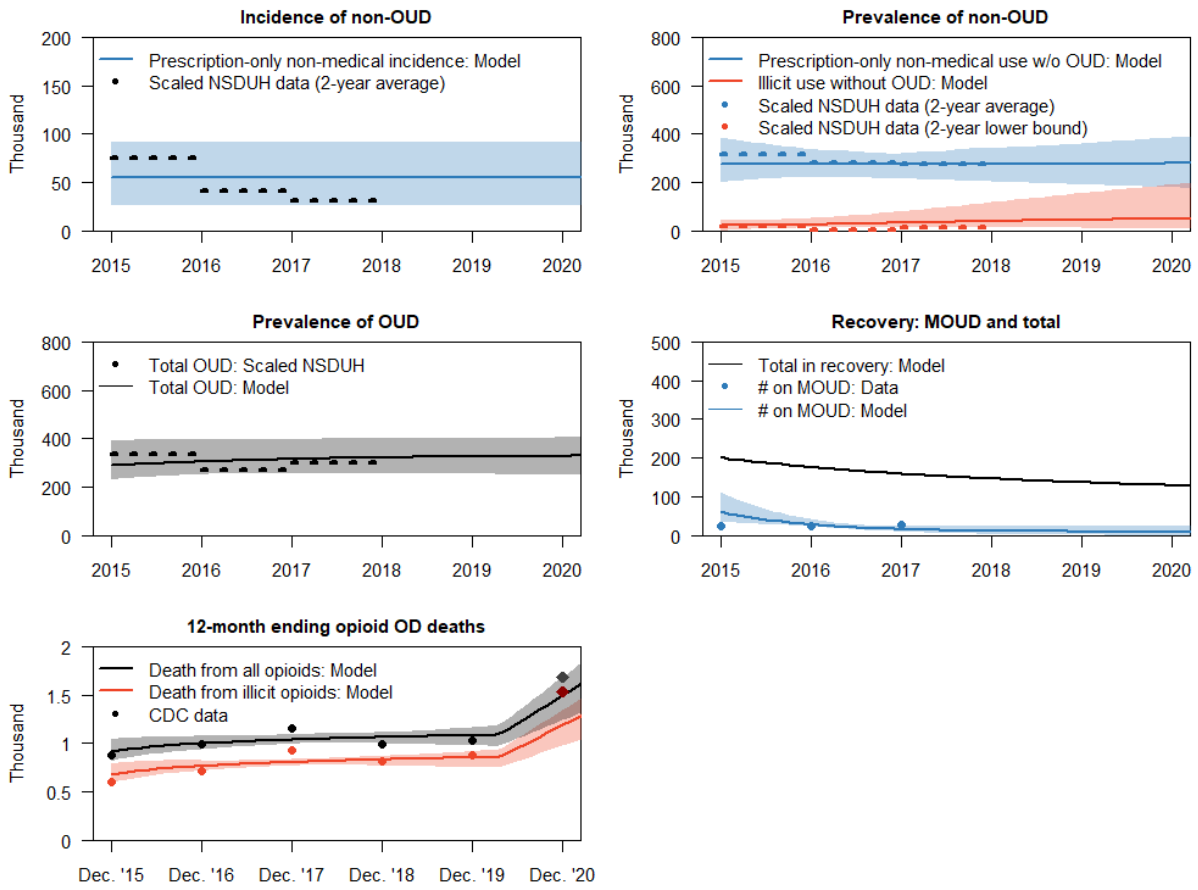 Incidence of non-OUD
200
150
100
50
0
Thousand
Prescription-only non-medical incidence: Model
Scaled NSDUH data (2-year average)
2015 2016 2017 2018 2019 2020
Prevalence of non-OUD
800
600
400
200
0
Thousand
Prescription-only non-medical use w/o OUD: Model
Illicit use without OUD: Model
Scaled NSDUH data (2-year average)
Scaled NSDUH data (2-year lower bound)
2015 2016 2017 2018 2019 2020
Prevalence of OUD
800
600
400
200
0
Thousand
Total OUD: Scaled NSDUH
Total OUD: Model
2015 2016 2017 2018 2019 2020
Recovery: MOUD and total
500
400
300
200
100
0
Thousand
Total in recovery: Model
# on MOUD: Data
# on MOUD: Model
2015 2016 2017 2018 2019 2020
12-month ending opioid OD deaths
2
1.5
1
0.5
0
Thousand
Death from all opioids: Model
Death from illicit opioids: Model
CDC data
Dec. '15 Dec. '16 Dec. '17 Dec. '18 Dec. '19 Dec. '20